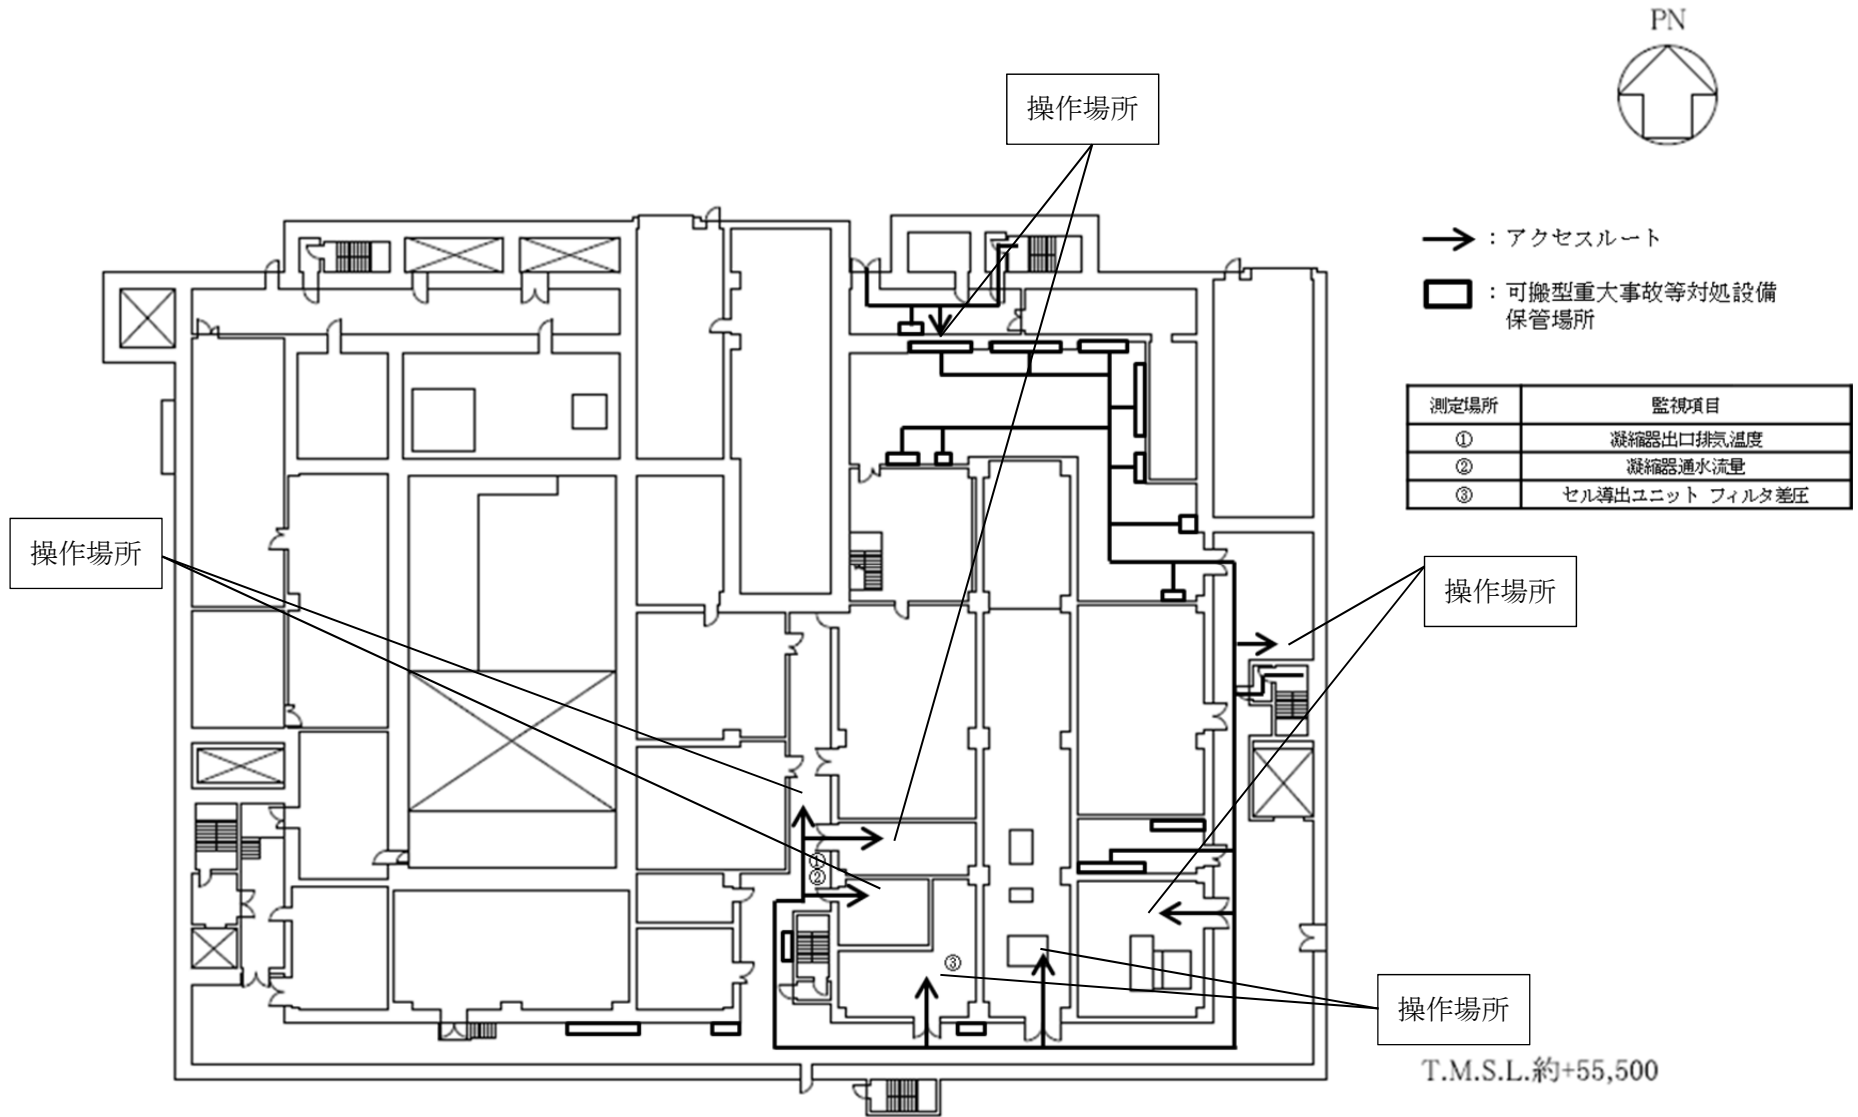 PN
操作場所
：アクセスルート
：可搬型重大事故等対処設備
保管場所
測定場所 監視項目
① 凝縮器出口排気温度
② 凝縮器通水流量
③ セル導出ユニット フィルタ差圧
操作場所
操作場所
①
②
③
操作場所
T.M.S.L.約+55,500